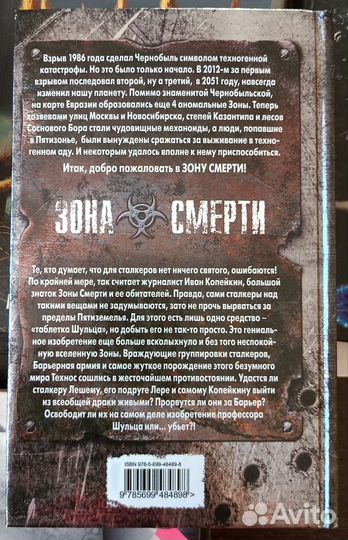 Взрыв 1986 года сделал Чернобыль символом техногенной
катастрофы. Но это было только начало. В 2012-м за первым
взрывом последовал второй, ну а третий, в 2051 году, навсегда
изменил нашу планету. Помимо знаменитой Чернобыльской,
на карте Евразии образовались еще 4 аномальные Зоны. Теперь
хозяевами улиц Москвы и Новосибирска, степей Казантипа и лесов
Соснового Бора стали чудовищные механоиды, а люди, попавшие
в Пятизонье, были вынуждены сражаться за выживание в техно-
генном аду. И некоторым удалось вполне к нему приспособиться.
Итак, добро пожаловать в ЗОНУ СМЕРТИ!
ЗОНА СМЕРТИ
Те, кто думает, что для сталкеров нет ничего святого, ошибаются!
По крайней мере, так считает журналист Иван Копейкин, большой
знаток Зоны Смерти и ее обитателей. Правда, сами сталкеры над
такими вещами не задумываются, зато не прочь вырваться за
пределы Пятиземелья. Для этого есть лишь одно средство –
«таблетка Шульца», но добыть его не так-то просто. Это гениаль-
ное изобретение еще больше всколыхнуло и без того неспокой-
ную вселенную Зоны. Враждующие группировки сталкеров,
Барьерная армия и самое жуткое порождение этого безумного
мира Технос сошлись в жесточайшем противостоянии. Удастся ли
сталкеру Лешему, его подруге Лере и самому Копейкину выйти
из всеобщей драки живыми? Прорвутся ли они за Барьер?
Освободит ли их на самом деле изобретение профессора
Шульца или... убьет?!
ISBN 978-5-699-48489-8
9 785699 484898 >
Avito